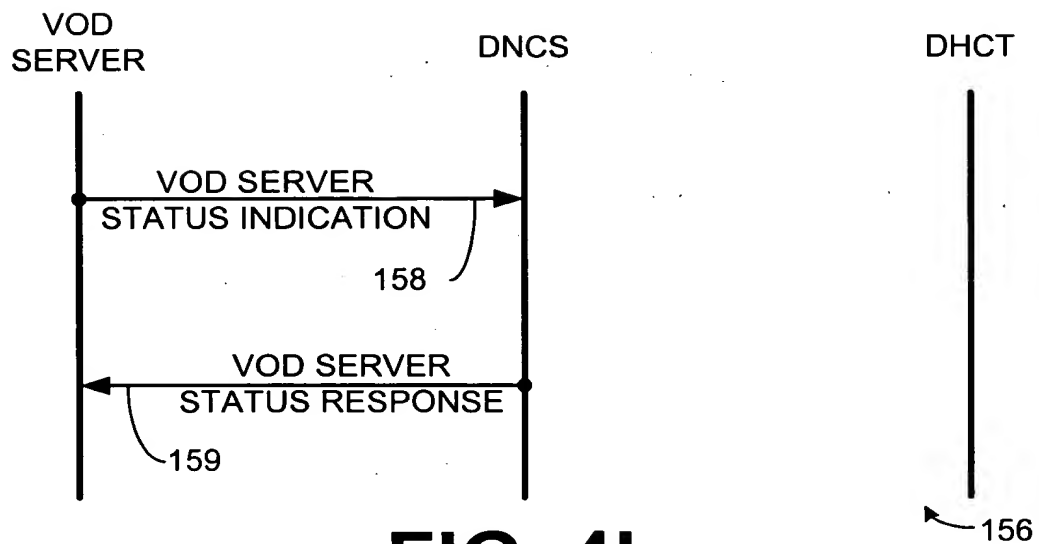 VOD
SERVER
DNCS
DHCT
VOD SERVER
STATUS INDICATION
158
VOD SERVER
STATUS RESPONSE
159
156